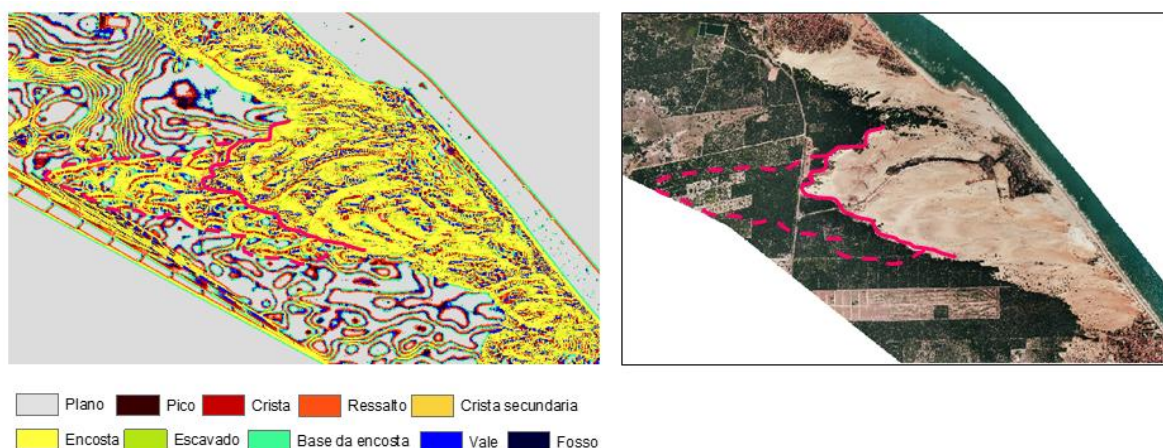 Plano Pico Crista Ressalto Crista secundaria
Encosta Escavado Base da encosta Vale Fosso